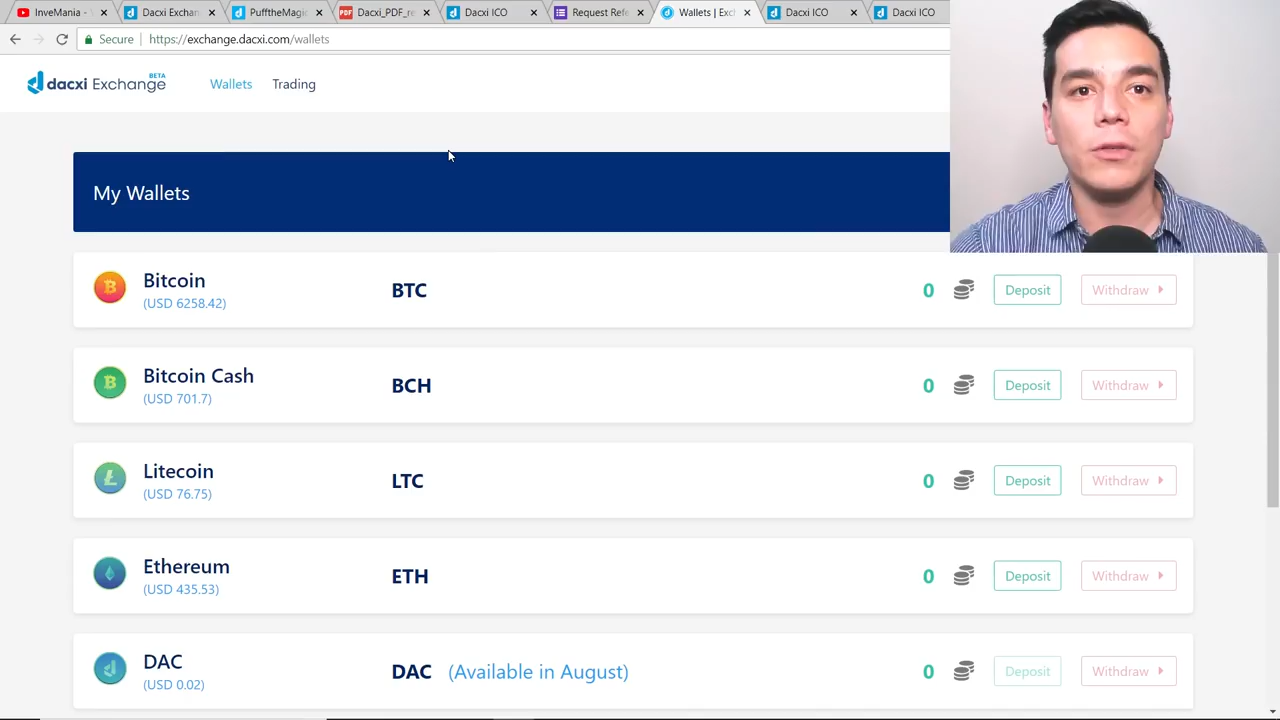 InveMania -
Dacxi Exchan
PufftheMagic
PDF
Dacxi_PDF_re
Dacxi ICO
Request Refe
Wallets | Exc
Dacxi ICO
Dacxi ICO
Secure
https://exchange.dacxi.com/wallets
dacxi Exchange BETA
Wallets
Trading
My Wallets
Bitcoin
(USD 6258.42)
BTC
0
Deposit
Withdraw
Bitcoin Cash
(USD 701.7)
BCH
0
Deposit
Withdraw
Litecoin
(USD 76.75)
LTC
0
Deposit
Withdraw
Ethereum
(USD 435.53)
ETH
0
Deposit
Withdraw
DAC
(USD 0.02)
DAC (Available in August)
0
Deposit
Withdraw